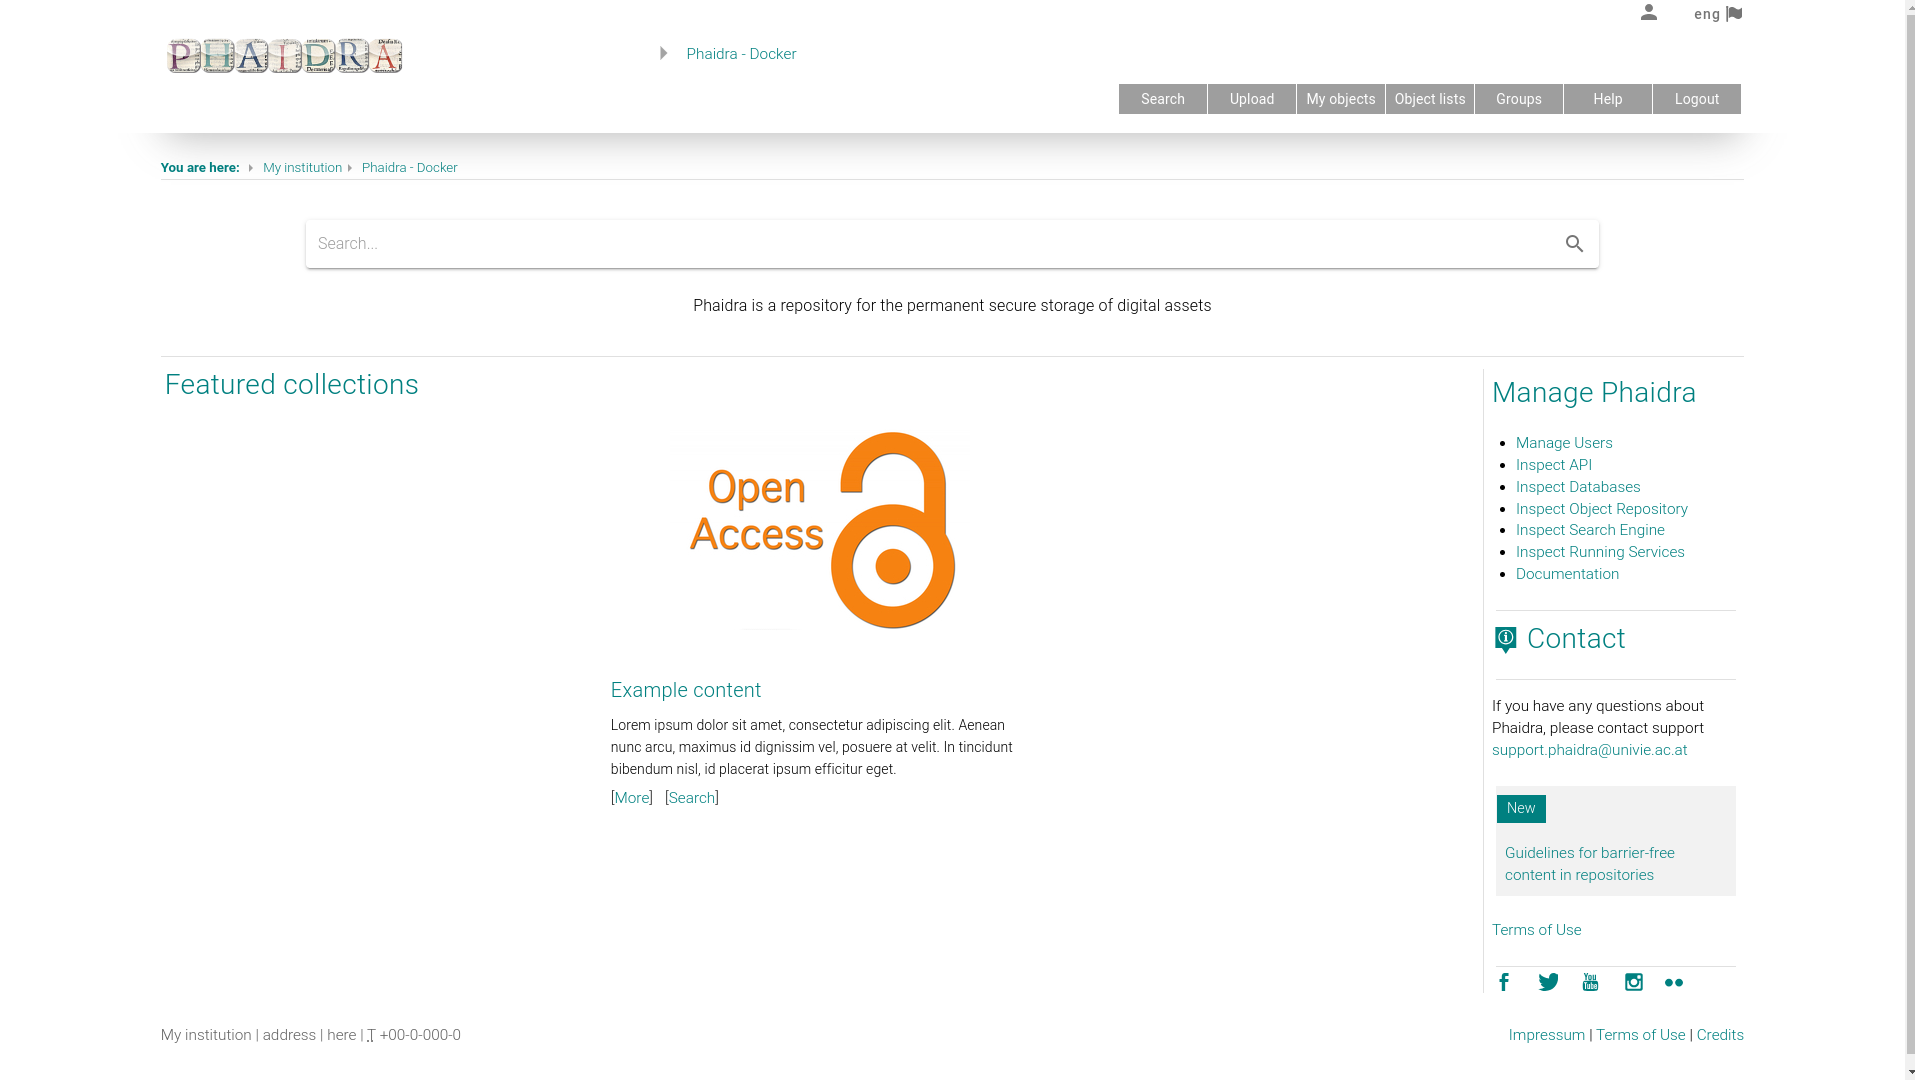 eng
PHAIDRA
Phaidra - Docker
Search Upload My objects Object lists Groups Help Logout
You are here: My institution Phaidra - Docker
Search...
Phaidra is a repository for the permanent secure storage of digital assets
Featured collections
Open
Access
Example content
Lorem ipsum dolor sit amet, consectetur adipiscing elit. Aenean
nunc arcu, maximus id dignissim vel, posuere at velit. In tincidunt
bibendum nisl, id placerat ipsum efficitur eget.
[More] [Search]
Manage Phaidra
Manage Users
Inspect API
Inspect Databases
Inspect Object Repository
Inspect Search Engine
Inspect Running Services
Documentation
Contact
If you have any questions about
Phaidra, please contact support
support.phaidra@univie.ac.at
New
Guidelines for barrier-free
content in repositories
Terms of Use
You
Tube
My institution | address | here | T +00-0-000-0
Impressum | Terms of Use | Credits